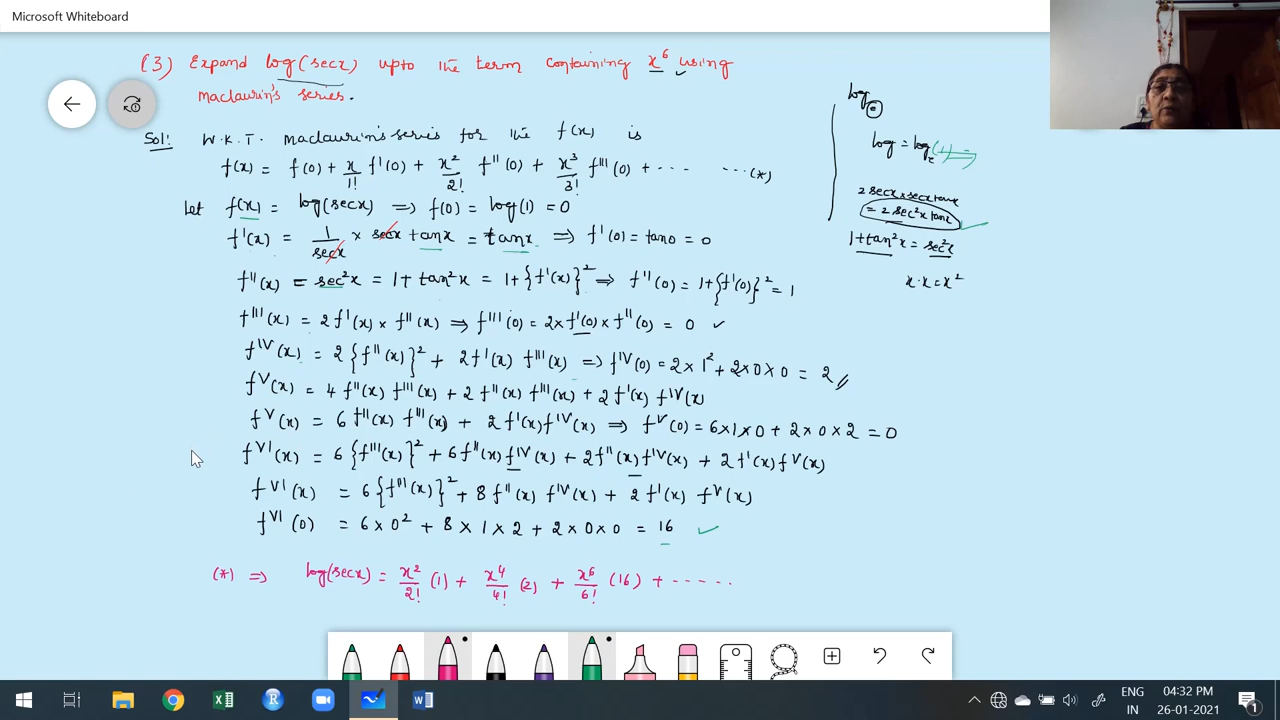 Microsoft Whiteboard
(3) Expand log(secx) upto the term containing x⁶ using
maclaurin's series.
Sol: W.K.T. maclaurin's series for the f(x) is
f(x) = f(0) + x/1! f'(0) + x²/2! f''(0) + x³/3! f'''(0) + ---- ---(*)
let f(x) = log(secx) ⟹ f(0) = log(1) = 0
f'(x) = 1/secx × secx tanx = tanx ⟹ f'(0) = tan0 = 0
f''(x) = sec²x = 1 + tan²x = 1 + {f'(x)}² ⟹ f''(0) = 1 + {f'(0)}² = 1
f'''(x) = 2 f'(x) × f''(x) ⟹ f'''(0) = 2 × f'(0) × f''(0) = 0 ✓
f^IV(x) = 2 {f''(x)}² + 2 f'(x) f'''(x) ⟹ f^IV(0) = 2 × 1² + 2×0×0 = 2
f^V(x) = 4 f''(x) f'''(x) + 2 f''(x) f'''(x) + 2 f'(x) f^IV(x)
f^V(x) = 6 f''(x) f'''(x) + 2 f'(x) f^IV(x) ⟹ f^V(0) = 6×1×0 + 2×0×2 = 0
f^VI(x) = 6 {f'''(x)}² + 6 f''(x) f^IV(x) + 2 f''(x) f^IV(x) + 2 f'(x) f^V(x)
f^VI(x) = 6 {f'''(x)}² + 8 f''(x) f^IV(x) + 2 f'(x) f^V(x)
f^VI(0) = 6 × 0² + 8 × 1 × 2 + 2 × 0 × 0 = 16 ✓
(*) ⟹ log(secx) = x²/2! (1) + x⁴/4! (2) + x⁶/6! (16) + ------
log e
log = log
2 secx × secx tanx
= 2 sec²x tanx ✓
1 + tan²x = sec²x
x · x = x²
ENG
IN
04:32 PM
26-01-2021
1